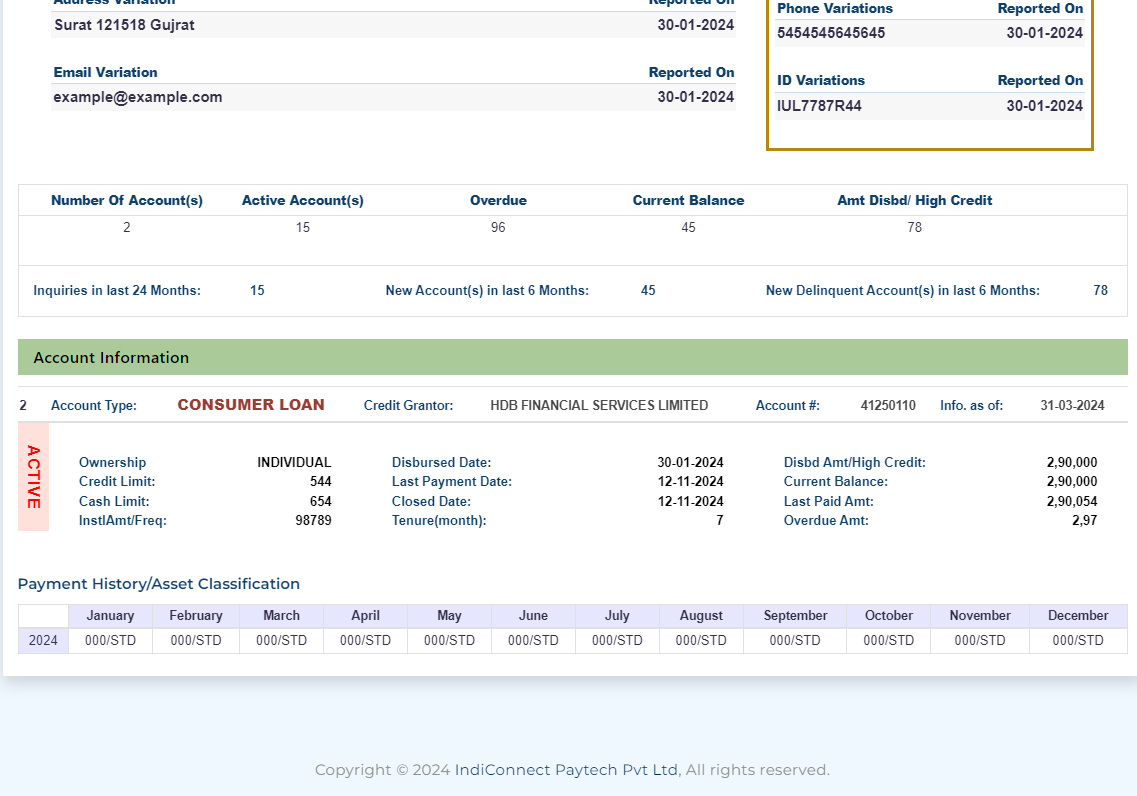 Address Variation Reported On
Surat 121518 Gujrat 30-01-2024
Email Variation Reported On
example@example.com 30-01-2024
Phone Variations Reported On
5454545645645 30-01-2024
ID Variations Reported On
IUL7787R44 30-01-2024
Number Of Account(s) Active Account(s) Overdue Current Balance Amt Disbd/ High Credit
2 15 96 45 78
Inquiries in last 24 Months: 15 New Account(s) in last 6 Months: 45 New Delinquent Account(s) in last 6 Months: 78
Account Information
2 Account Type: CONSUMER LOAN Credit Grantor: HDB FINANCIAL SERVICES LIMITED Account #: 41250110 Info. as of: 31-03-2024
ACTIVE
Ownership INDIVIDUAL Disbursed Date: 30-01-2024 Disbd Amt/High Credit: 2,90,000
Credit Limit: 544 Last Payment Date: 12-11-2024 Current Balance: 2,90,000
Cash Limit: 654 Closed Date: 12-11-2024 Last Paid Amt: 2,90,054
InstlAmt/Freq: 98789 Tenure(month): 7 Overdue Amt: 2,97
Payment History/Asset Classification
January February March April May June July August September October November December
2024 000/STD 000/STD 000/STD 000/STD 000/STD 000/STD 000/STD 000/STD 000/STD 000/STD 000/STD 000/STD
Copyright © 2024 IndiConnect Paytech Pvt Ltd, All rights reserved.